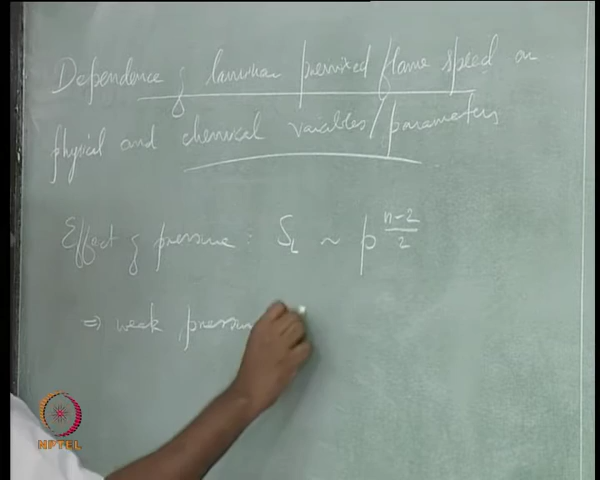 Dependence of laminar premixed flame speed on
physical and chemical variables/parameters
Effect of pressure : S_L ~ p^{(n-2)/2}
⇒ weak pressu
NPTEL